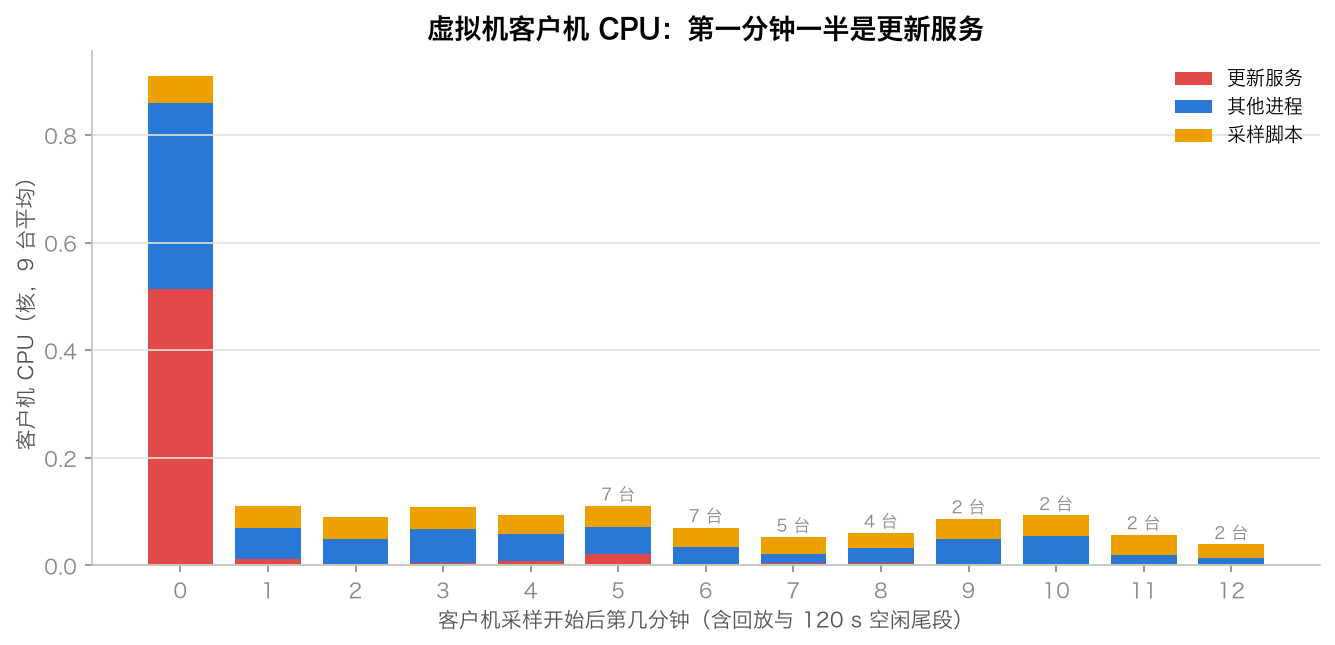 虚拟机客户机 CPU：第一分钟一半是更新服务
更新服务
其他进程
采样脚本
客户机 CPU（核，9 台平均）
0.8
0.6
0.4
0.2
0.0
7 台
7 台
5 台
4 台
2 台
2 台
2 台
2 台
0 1 2 3 4 5 6 7 8 9 10 11 12
客户机采样开始后第几分钟（含回放与 120 s 空闲尾段）